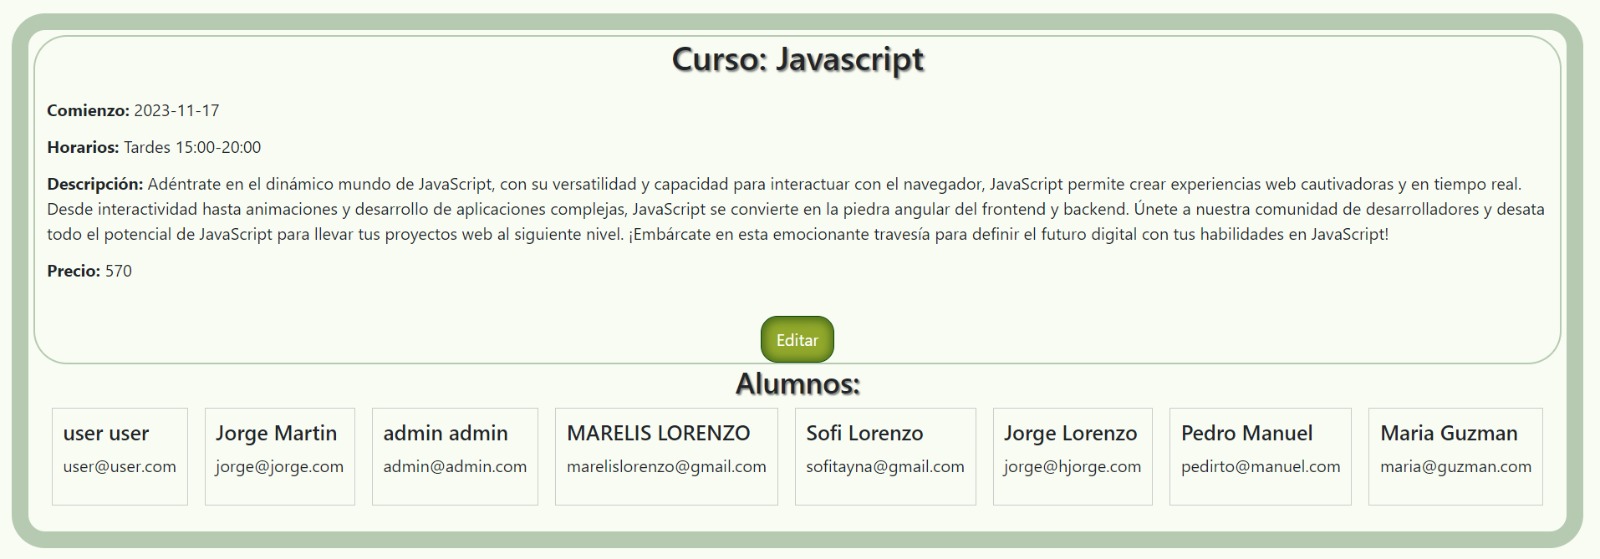 Curso: Javascript
Comienzo: 2023-11-17
Horarios: Tardes 15:00-20:00
Descripción: Adéntrate en el dinámico mundo de JavaScript, con su versatilidad y capacidad para interactuar con el navegador, JavaScript permite crear experiencias web cautivadoras y en tiempo real.
Desde interactividad hasta animaciones y desarrollo de aplicaciones complejas, JavaScript se convierte en la piedra angular del frontend y backend. Únete a nuestra comunidad de desarrolladores y desata
todo el potencial de JavaScript para llevar tus proyectos web al siguiente nivel. ¡Embárcate en esta emocionante travesía para definir el futuro digital con tus habilidades en JavaScript!
Precio: 570
Editar
Alumnos:
user user
user@user.com
Jorge Martin
jorge@jorge.com
admin admin
admin@admin.com
MARELIS LORENZO
marelislorenzo@gmail.com
Sofi Lorenzo
sofitayna@gmail.com
Jorge Lorenzo
jorge@hjorge.com
Pedro Manuel
pedirto@manuel.com
Maria Guzman
maria@guzman.com